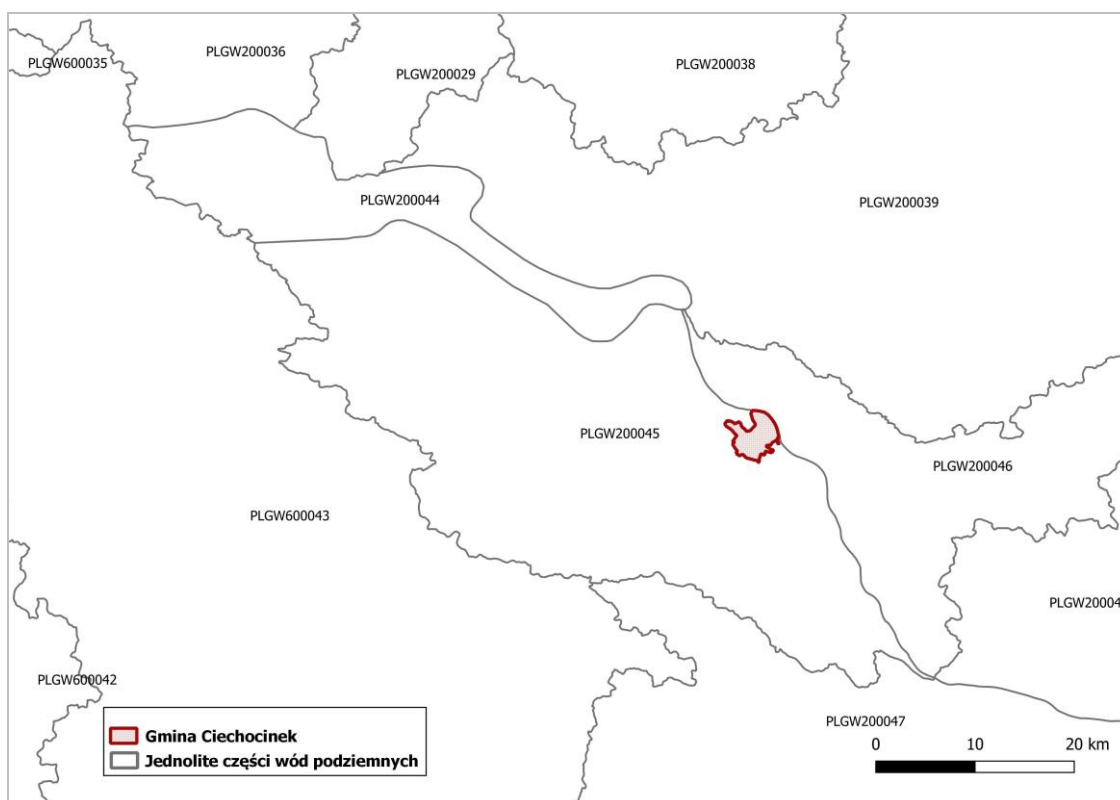 PLGW600035
PLGW200036
PLGW200029
PLGW200038
PLGW200044
PLGW200039
PLGW200045
PLGW200046
PLGW600043
PLGW20004
PLGW600042
PLGW200047
Gmina Ciechocinek
Jednolite części wód podziemnych
0 10 20 km